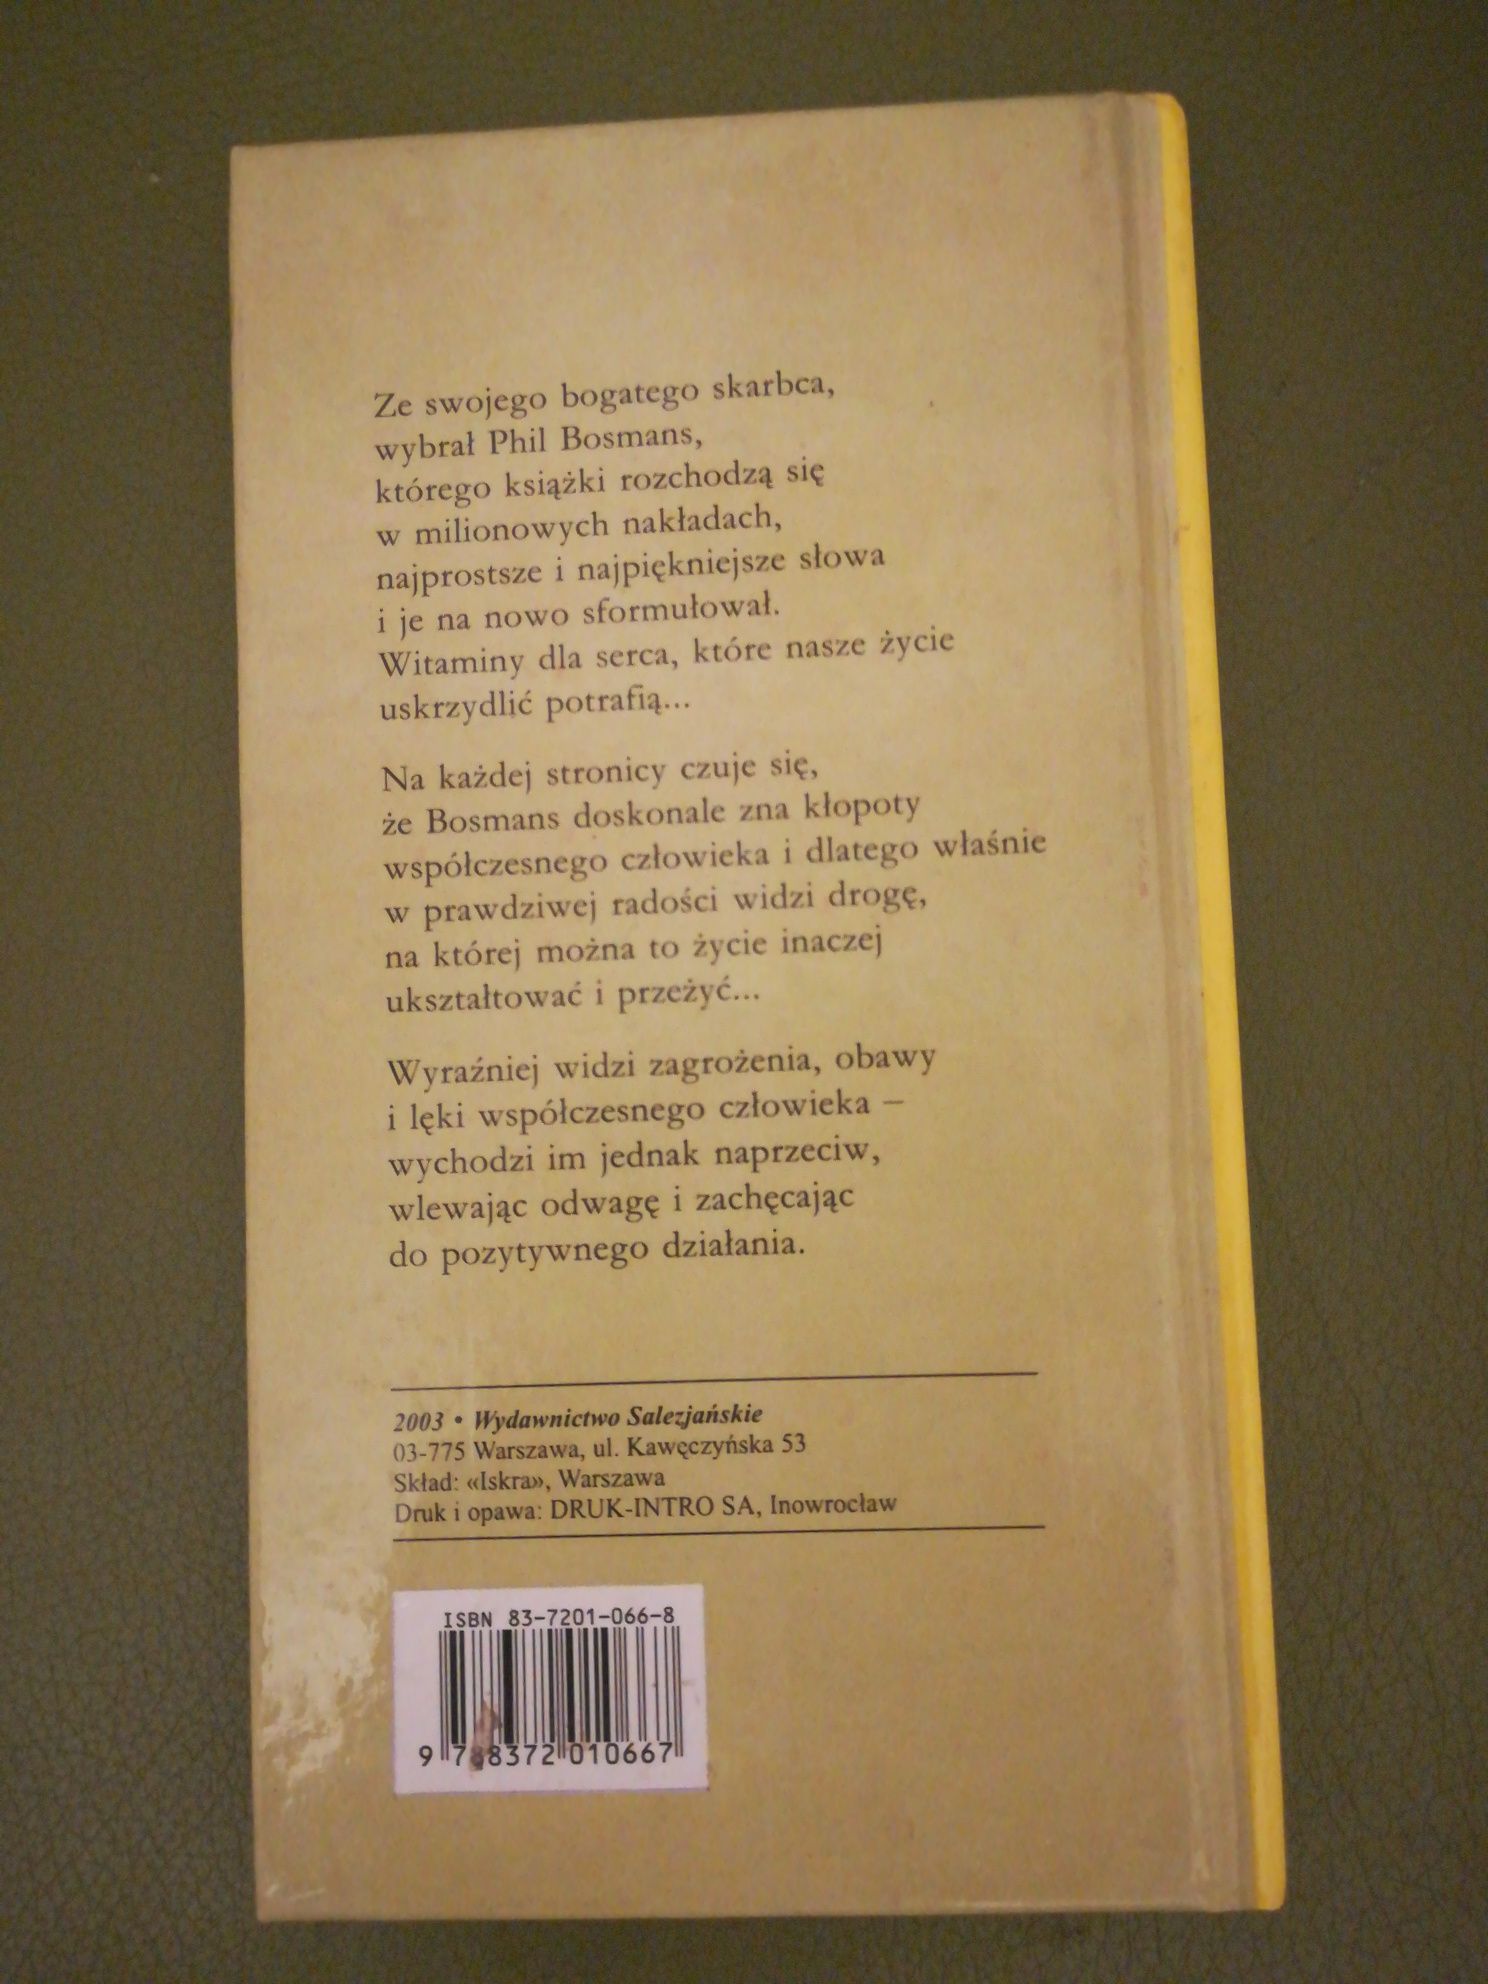 Ze swojego bogatego skarbca,
wybrał Phil Bosmans,
którego książki rozchodzą się
w milionowych nakładach,
najprostsze i najpiękniejsze słowa
i je na nowo sformułował.
Witaminy dla serca, które nasze życie
uskrzydlić potrafią...
Na każdej stronicy czuje się,
że Bosmans doskonale zna kłopoty
współczesnego człowieka i dlatego właśnie
w prawdziwej radości widzi drogę,
na której można to życie inaczej
ukształtować i przeżyć...
Wyraźniej widzi zagrożenia, obawy
i lęki współczesnego człowieka –
wychodzi im jednak naprzeciw,
wlewając odwagę i zachęcając
do pozytywnego działania.
2003 • Wydawnictwo Salezjańskie
03-775 Warszawa, ul. Kawęczyńska 53
Skład: «Iskra», Warszawa
Druk i opawa: DRUK-INTRO SA, Inowrocław
ISBN 83-7201-066-8
9 788372 010667